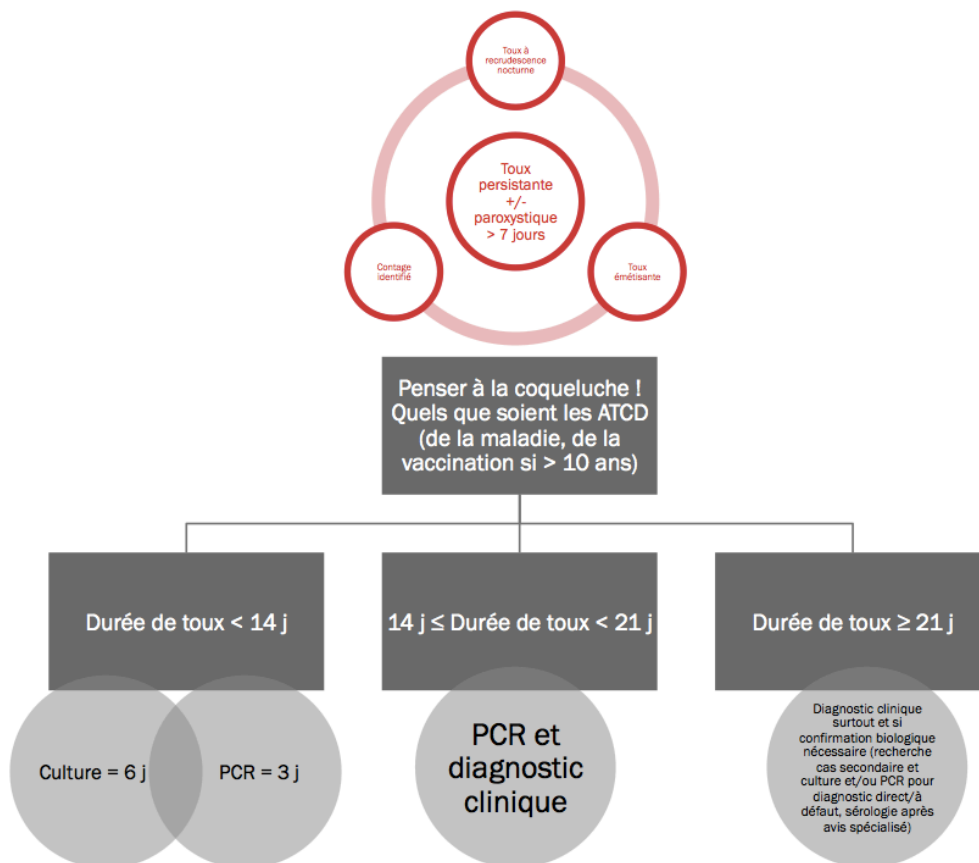 Toux à
recrudescence
nocturne
Toux
persistante
+/-
paroxystique
> 7 jours
Contage
identifié
Toux
émétisante
Penser à la coqueluche !
Quels que soient les ATCD
(de la maladie, de la
vaccination si > 10 ans)
Durée de toux < 14 j
14 j ≤ Durée de toux < 21 j
Durée de toux ≥ 21 j
Culture = 6 j
PCR = 3 j
PCR et
diagnostic
clinique
Diagnostic clinique
surtout et si
confirmation biologique
nécessaire (recherche
cas secondaire et
culture et/ou PCR pour
diagnostic direct/à
défaut, sérologie après
avis spécialisé)